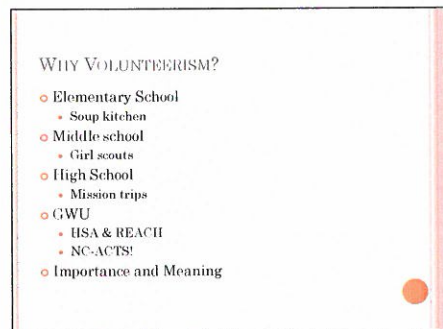 WHY VOLUNTEERISM?
Elementary School
Soup kitchen
Middle school
Girl scouts
High School
Mission trips
GWU
HSA & REACH
NC-ACTS!
Importance and Meaning